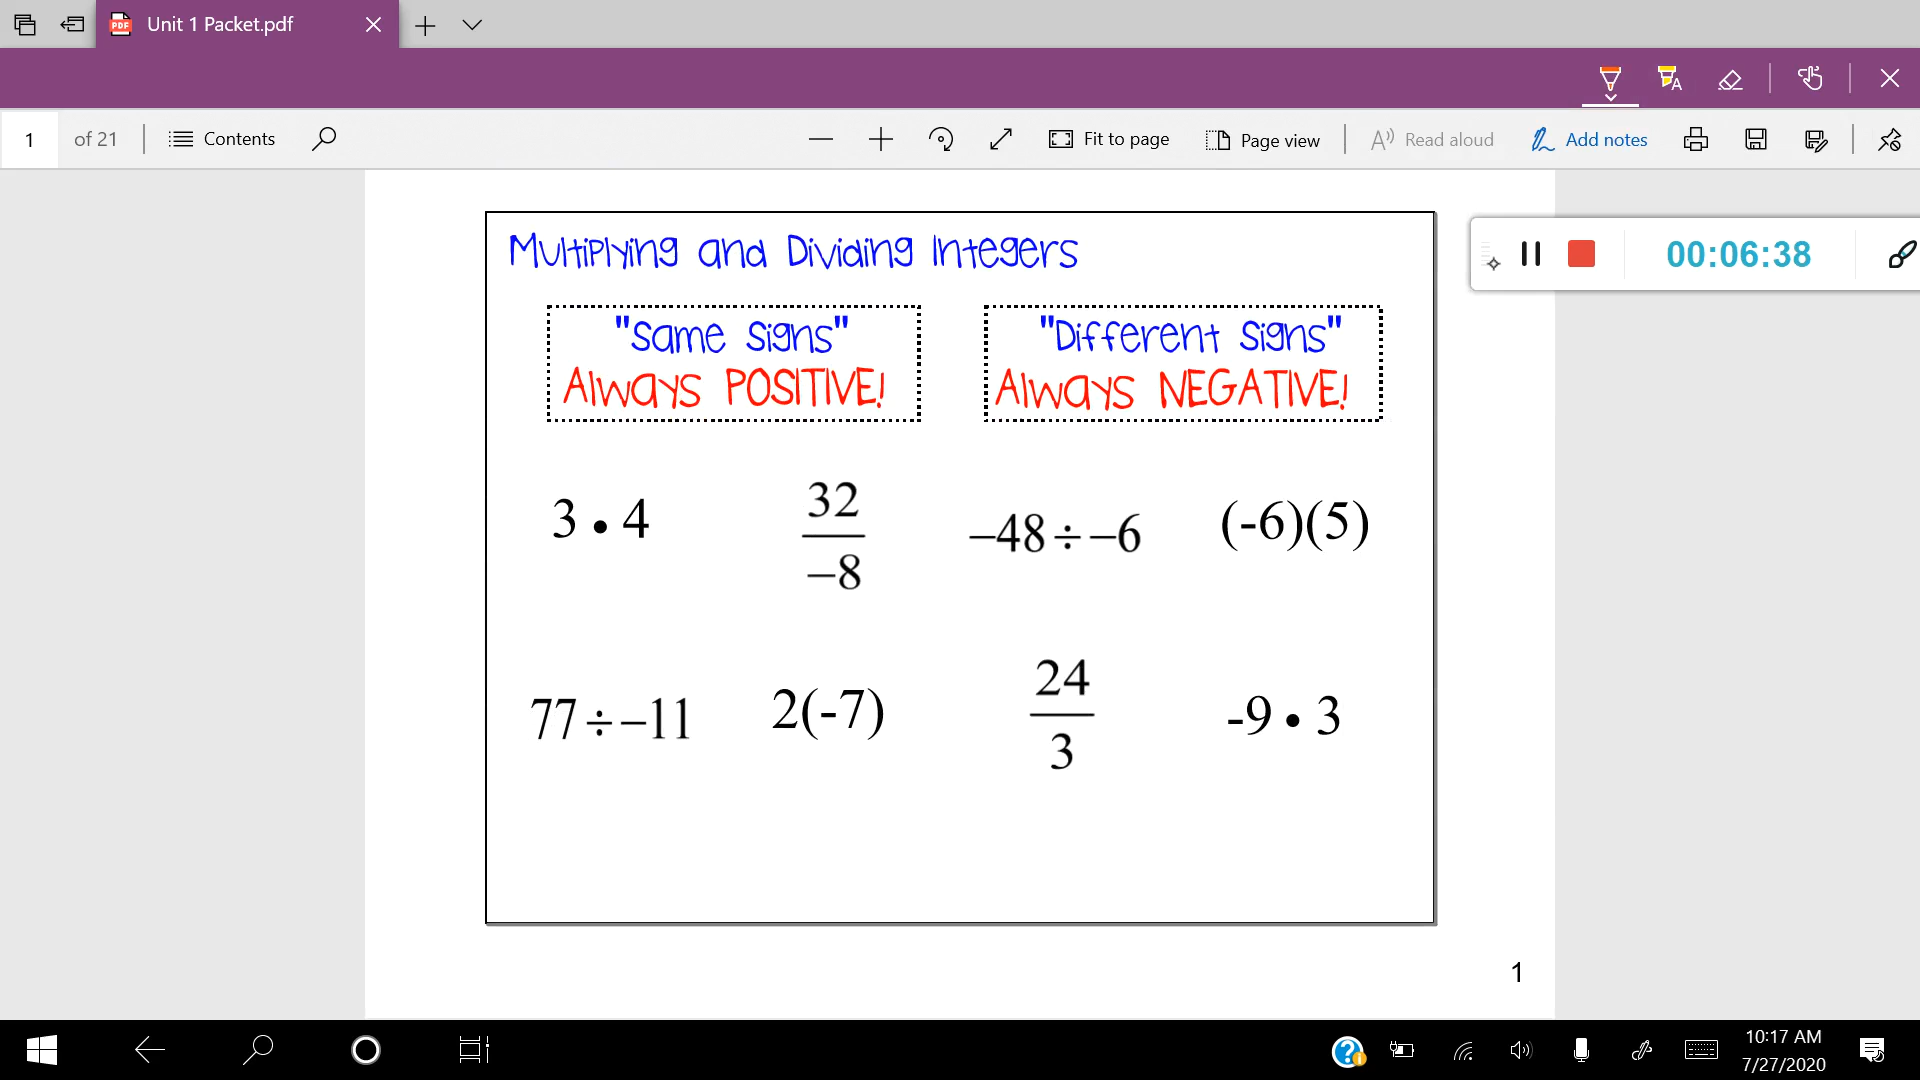 Unit 1 Packet.pdf
1 of 21 Contents Fit to page Page view Read aloud Add notes
00:06:38
Multiplying and Dividing Integers
"Same Signs" "Different Signs"
Always POSITIVE! Always NEGATIVE!
3 • 4
32
−8
−48 ÷ −6
(-6)(5)
77 ÷ −11
2(-7)
24
3
-9 • 3
1
10:17 AM
7/27/2020